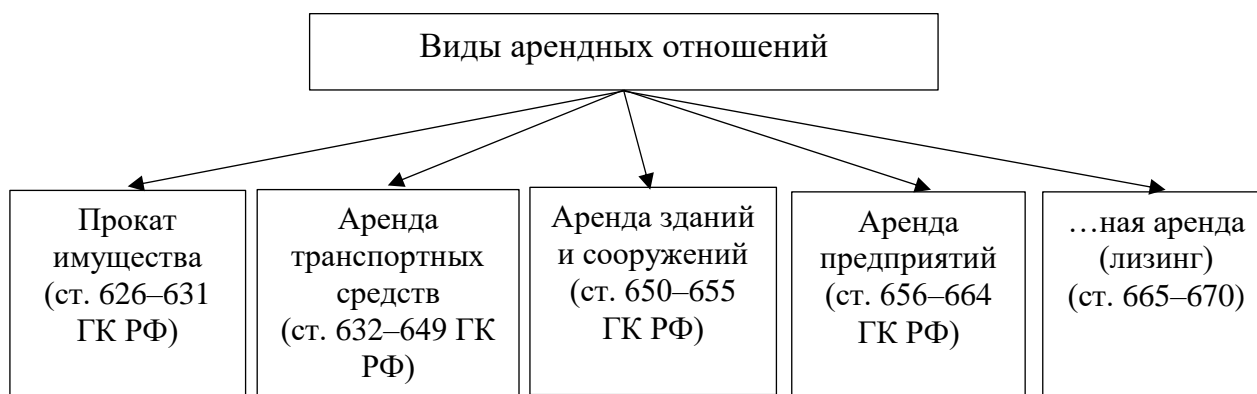 Виды арендных отношений
Прокат
имущества
(ст. 626–631
ГК РФ)
Аренда
транспортных
средств
(ст. 632–649 ГК
РФ)
Аренда зданий
и сооружений
(ст. 650–655
ГК РФ)
Аренда
предприятий
(ст. 656–664
ГК РФ)
…ная аренда
(лизинг)
(ст. 665–670)